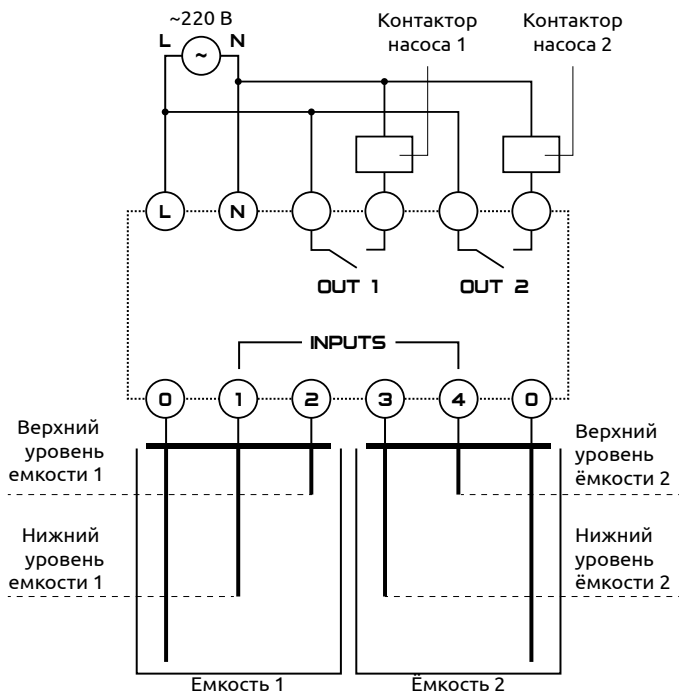 ~220 В
L N
~
Контактор
насоса 1
Контактор
насоса 2
L
N
OUT 1
OUT 2
INPUTS
0
1
2
3
4
0
Верхний
уровень
емкости 1
Нижний
уровень
емкости 1
Верхний
уровень
ёмкости 2
Нижний
уровень
ёмкости 2
Емкость 1
Ёмкость 2